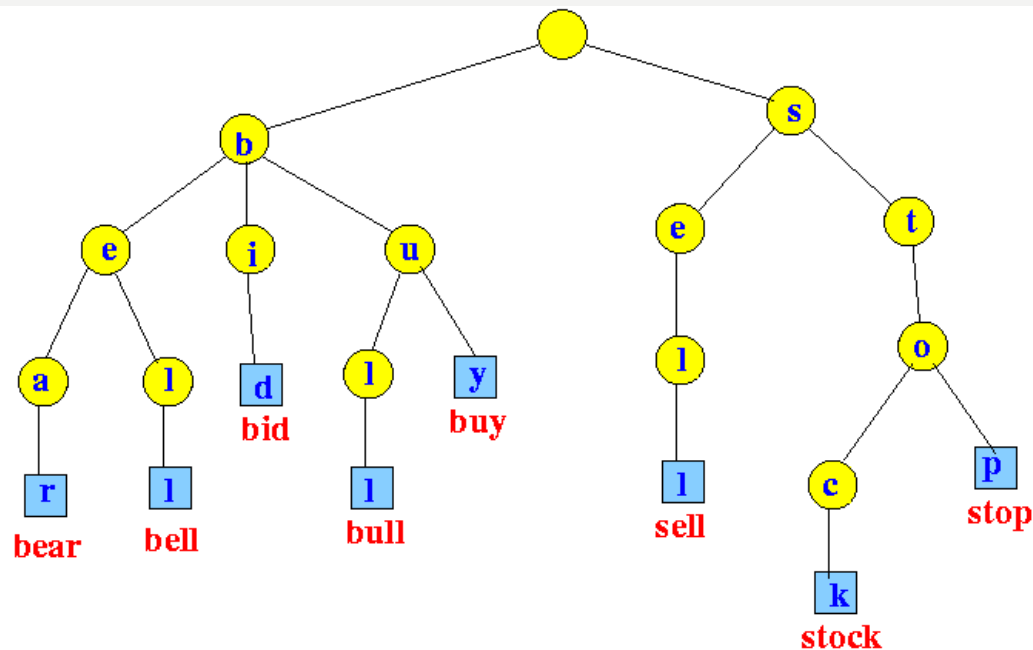 s
b
e t
e i u
o
l
a l d l y
bid buy
c p
r l l l
sell stop
bear bell bull
k
stock